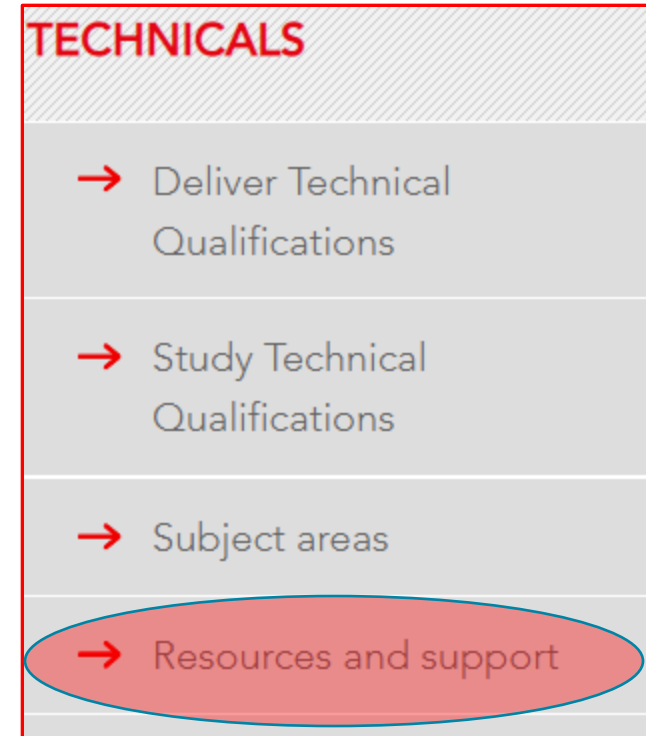 TECHNICALS
Deliver Technical
Qualifications
Study Technical
Qualifications
Subject areas
Resources and support